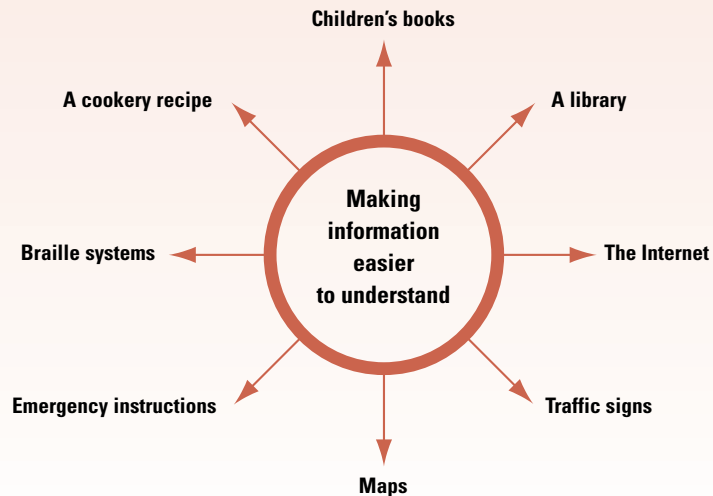 Children's books
A cookery recipe
A library
Making
information
easier
to understand
Braille systems
The Internet
Emergency instructions
Traffic signs
Maps